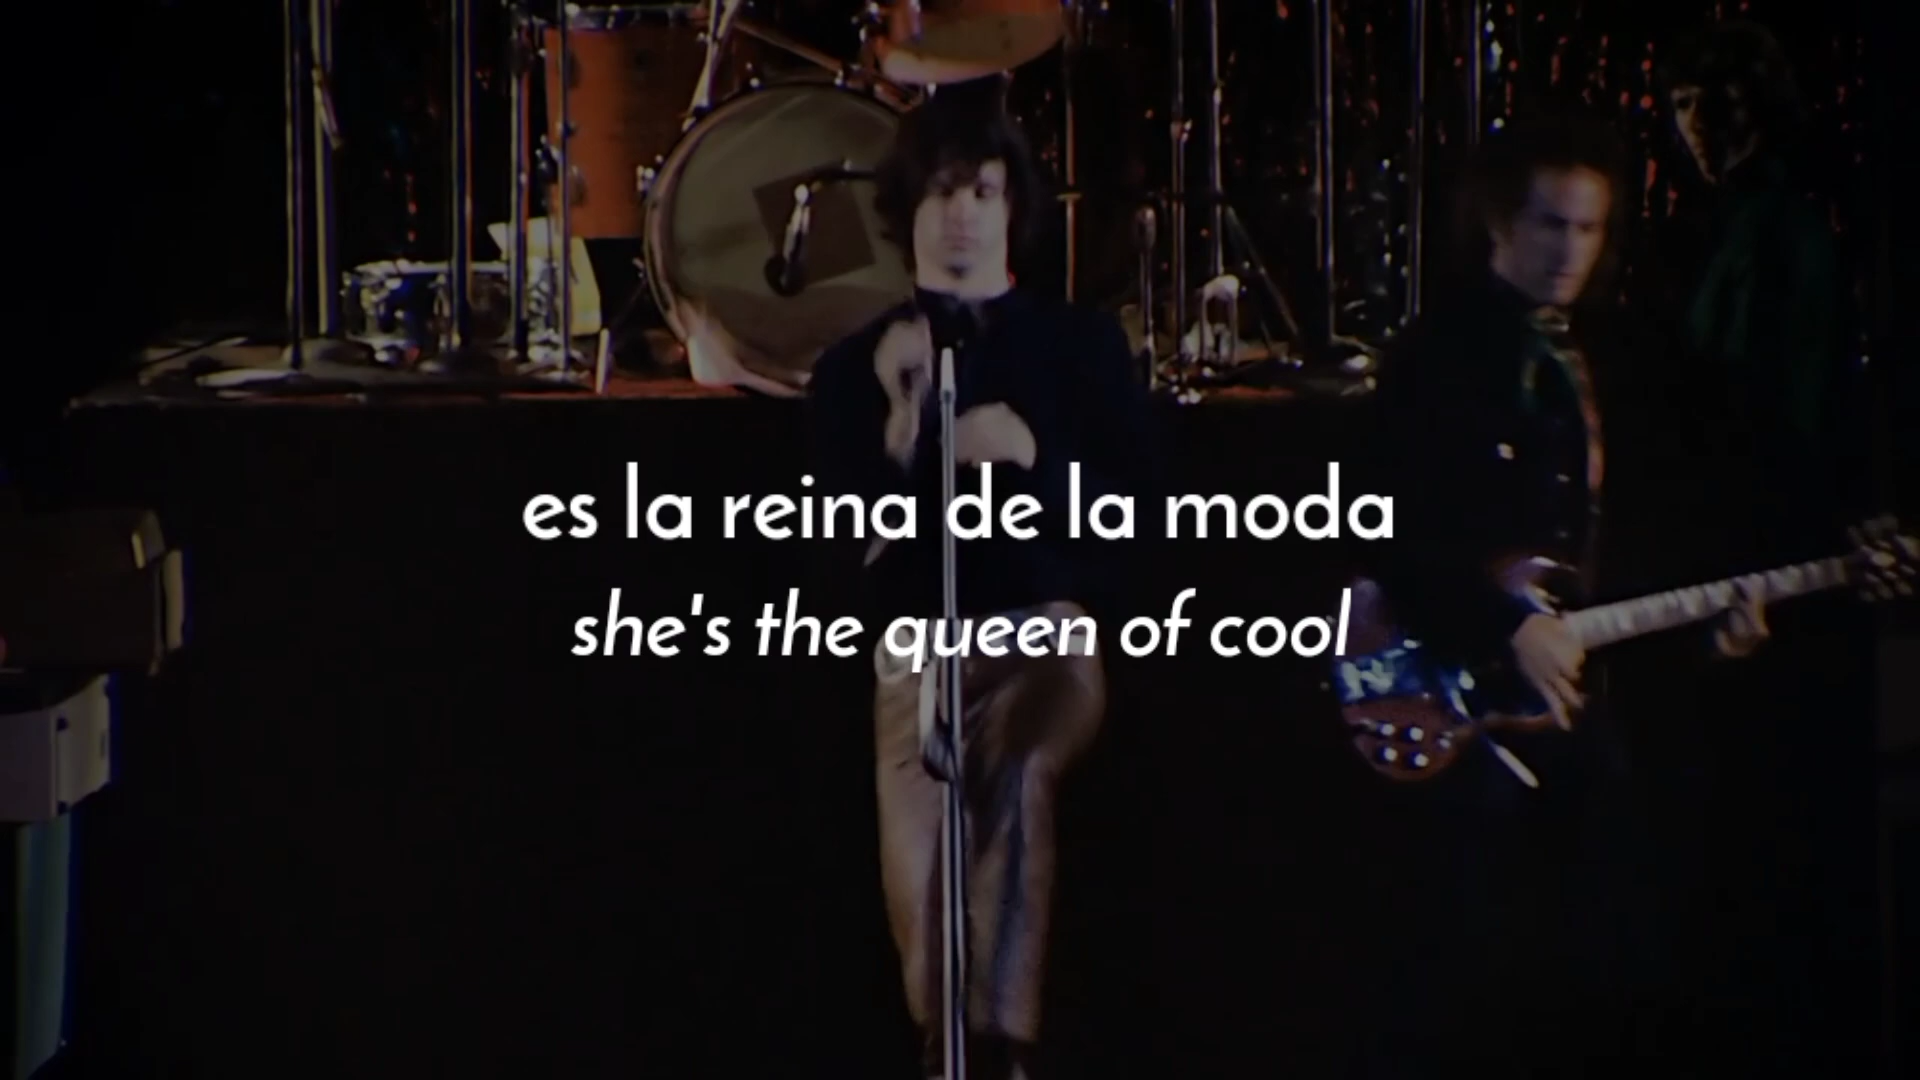 es la reina de la moda
she's the queen of cool